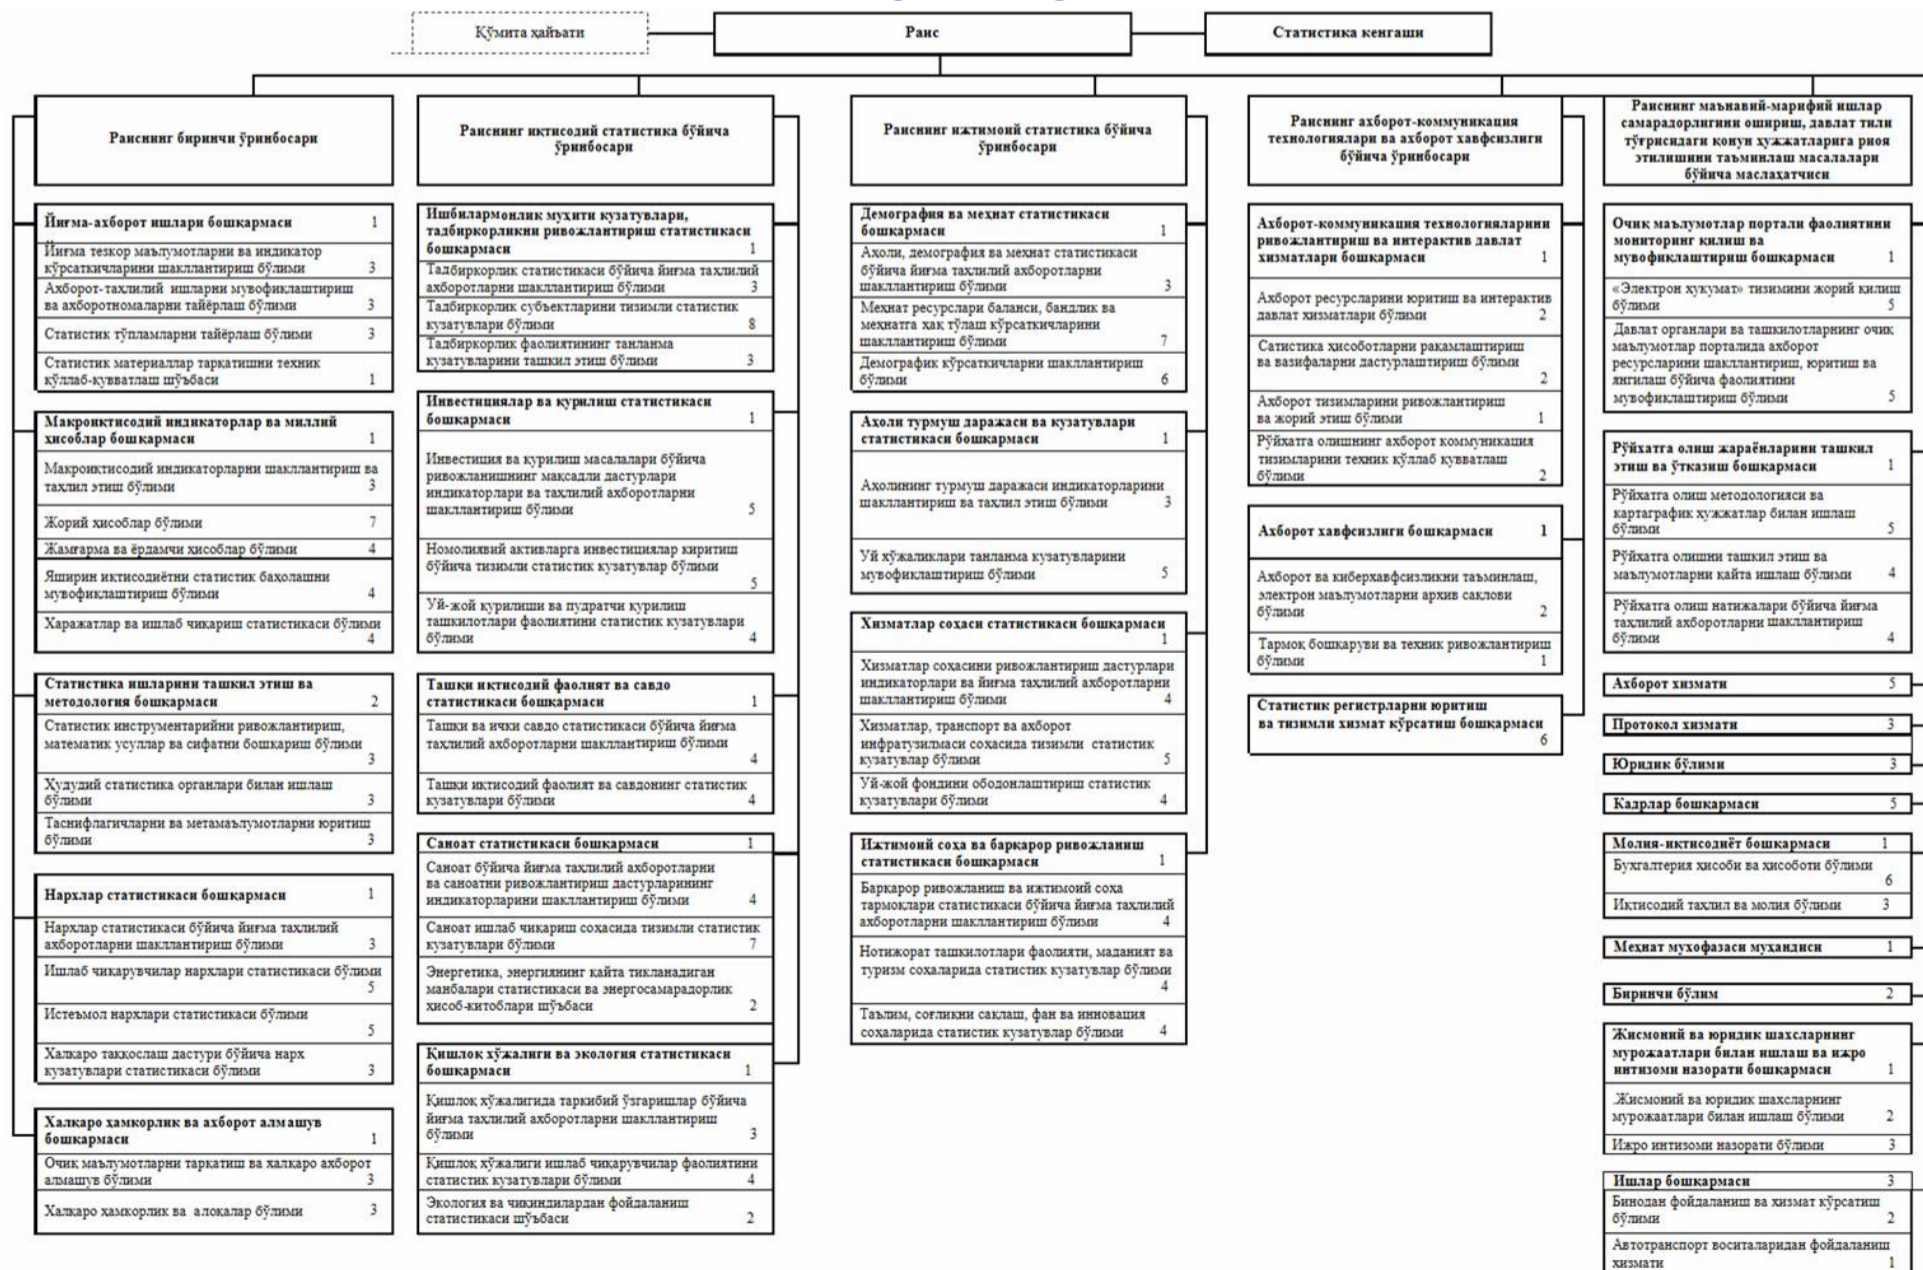 Қўмита ҳайъати
Раис
Статистика кенгаши
Раиснинг биринчи ўринбосари
Йиғма-ахборот ишлари бошқармаси 1
Йиғма тезкор маълумотларни ва индикатор
кўрсаткичларини шакллантириш бўлими 3
Ахборот-таҳлилий ишларни мувофиқлаштириш
ва ахборотномаларни тайёрлаш бўлими 3
Статистик тўпламларни тайёрлаш бўлими 3
Статистик материаллар тарқатишни техник
қўллаб-қувватлаш шўъбаси 1
Макроиқтисодий индикаторлар ва миллий
ҳисоблар бошқармаси 1
Макроиқтисодий индикаторларни шакллантириш ва
таҳлил этиш бўлими 3
Жорий ҳисоблар бўлими 7
Жамғарма ва ёрдамчи ҳисоблар бўлими 4
Яширин иқтисодиётни статистик баҳолашни
мувофиқлаштириш бўлими 4
Харажатлар ва ишлаб чиқариш статистикаси бўлими
4
Статистика ишларини ташкил этиш ва
методология бошқармаси 2
Статистик инструментарийни ривожлантириш,
математик усуллар ва сифатни бошқариш бўлими
3
Ҳудудий статистика органлари билан ишлаш
бўлими 3
Таснифлагичларни ва метамаълумотларни юритиш
бўлими 3
Нархлар статистикаси бошқармаси 1
Нархлар статистикаси бўйича йиғма таҳлилий
ахборотларни шакллантириш бўлими 3
Ишлаб чиқарувчилар нархлари статистикаси бўлими
5
Истеъмол нархлари статистикаси бўлими
5
Халқаро таққослаш дастури бўйича нарх
кузатувлари статистикаси бўлими 3
Халқаро ҳамкорлик ва ахборот алмашув
бошқармаси 1
Очиқ маълумотларни тарқатиш ва халқаро ахборот
алмашув бўлими 3
Халқаро ҳамкорлик ва алоқалар бўлими 3
Раиснинг иқтисодий статистика бўйича
ўринбосари
Ишбилармонлик муҳити кузатувлари,
тадбиркорликни ривожлантириш статистикаси
бошқармаси 1
Тадбиркорлик статистикаси бўйича йиғма таҳлилий
ахборотларни шакллантириш бўлими 3
Тадбиркорлик субъектларини тизимли статистик
кузатувлари бўлими 8
Тадбиркорлик фаолиятининг танланма
кузатувларини ташкил этиш бўлими 3
Инвестициялар ва қурилиш статистикаси
бошқармаси 1
Инвестиция ва қурилиш масалалари бўйича
ривожланишнинг мақсадли дастурлари
индикаторлари ва таҳлилий ахборотларни
шакллантириш бўлими 5
Номолиявий активларга инвестициялар киритиш
бўйича тизимли статистик кузатувлар бўлими
5
Уй-жой қурилиши ва пудратчи қурилиш
ташкилотлари фаолиятини статистик кузатувлари
бўлими 4
Ташқи иқтисодий фаолият ва савдо
статистикаси бошқармаси 1
Ташқи ва ички савдо статистикаси бўйича йиғма
таҳлилий ахборотларни шакллантириш бўлими
4
Ташқи иқтисодий фаолият ва савдонинг статистик
кузатувлари бўлими 4
Саноат статистикаси бошқармаси 1
Саноат бўйича йиғма таҳлилий ахборотларни
ва саноатни ривожлантириш дастурларининг
индикаторларини шакллантириш бўлими 4
Саноат ишлаб чиқариш соҳасида тизимли статистик
кузатувлари бўлими 7
Энергетика, энергиянинг қайта тикланадиган
манбалари статистикаси ва энергосамарадорлик
ҳисоб-китоблари шўъбаси 2
Қишлоқ хўжалиги ва экология статистикаси
бошқармаси 1
Қишлоқ хўжалигида таркибий ўзгаришлар бўйича
йиғма таҳлилий ахборотларни шакллантириш
бўлими 3
Қишлоқ хўжалиги ишлаб чиқарувчилар фаолиятини
статистик кузатувлари бўлими 4
Экология ва чиқиндилардан фойдаланиш
статистикаси шўъбаси 2
Раиснинг ижтимоий статистика бўйича
ўринбосари
Демография ва меҳнат статистикаси
бошқармаси 1
Аҳоли, демография ва меҳнат статистикаси
бўйича йиғма таҳлилий ахборотларни
шакллантириш бўлими 3
Меҳнат ресурслари баланси, бандлик ва
меҳнатга ҳақ тўлаш кўрсаткичларини
шакллантириш бўлими 7
Демографик кўрсаткичларни шакллантириш
бўлими 6
Аҳоли турмуш даражаси ва кузатувлари
статистикаси бошқармаси 1
Аҳолининг турмуш даражаси индикаторларини
шакллантириш ва таҳлил этиш бўлими 3
Уй хўжаликлари танланма кузатувларини
мувофиқлаштириш бўлими 5
Хизматлар соҳаси статистикаси бошқармаси
1
Хизматлар соҳасини ривожлантириш дастурлари
индикаторлари ва йиғма таҳлилий ахборотларни
шакллантириш бўлими 4
Хизматлар, транспорт ва ахборот
инфратузилмаси соҳасида тизимли статистик
кузатувлар бўлими 5
Уй-жой фондини ободонлаштириш статистик
кузатувлари бўлими 4
Ижтимоий соҳа ва барқарор ривожланиш
статистикаси бошқармаси 1
Барқарор ривожланиш ва ижтимоий соҳа
тармоқлари статистикаси бўйича йиғма таҳлилий
ахборотларни шакллантириш бўлими 4
Нотижорат ташкилотлари фаолияти, маданият ва
туризм соҳаларида статистик кузатувлар бўлими
4
Таълим, соғлиқни сақлаш, фан ва инновация
соҳаларида статистик кузатувлар бўлими 4
Раиснинг ахборот-коммуникация
технологиялари ва ахборот хавфсизлиги
бўйича ўринбосари
Ахборот-коммуникация технологияларини
ривожлантириш ва интерактив давлат
хизматлари бошқармаси 1
Ахборот ресурсларини юритиш ва интерактив
давлат хизматлари бўлими 2
Сатистика ҳисоботларни рақамлаштириш
ва вазифаларни дастурлаштириш бўлими
2
Ахборот тизимларини ривожлантириш
ва жорий этиш бўлими 1
Рўйхатга олишнинг ахборот коммуникация
тизимларини техник қўллаб қувватлаш
бўлими 2
Ахборот хавфсизлиги бошқармаси 1
Ахборот ва киберхавфсизликни таъминлаш,
электрон маълумотларни архив сақлови
бўлими 2
Тармоқ бошқаруви ва техник ривожлантириш
бўлими 1
Статистик регистрларни юритиш
ва тизимли хизмат кўрсатиш бошқармаси
6
Раиснинг маънавий-марифий ишлар
самарадорлигини ошириш, давлат тили
тўғрисидаги қонун ҳужжатларига риоя
этилишини таъминлаш масалалари
бўйича маслаҳатчиси
Очиқ маълумотлар портали фаолиятини
мониторинг қилиш ва
мувофиқлаштириш бошқармаси 1
«Электрон ҳукумат» тизимини жорий қилиш
бўлими 5
Давлат органлари ва ташкилотларнинг очиқ
маълумотлар порталида ахборот
ресурсларини шакллантириш, юритиш ва
янгилаш бўйича фаолиятини
мувофиқлаштириш бўлими 5
Рўйхатга олиш жараёнларини ташкил
этиш ва ўтказиш бошқармаси 1
Рўйхатга олиш методологияси ва
картаграфик ҳужжатлар билан ишлаш
бўлими 5
Рўйхатга олишни ташкил этиш ва
маълумотларни қайта ишлаш бўлими 4
Рўйхатга олиш натижалари бўйича йиғма
таҳлилий ахборотларни шакллантириш
бўлими 4
Ахборот хизмати 5
Протокол хизмати 3
Юридик бўлими 3
Кадрлар бошқармаси 5
Молия-иқтисодиёт бошқармаси 1
Бухгалтерия ҳисоби ва ҳисоботи бўлими
6
Иқтисодий таҳлил ва молия бўлими 3
Меҳнат муҳофазаси муҳандиси 1
Биринчи бўлим 2
Жисмоний ва юридик шахсларнинг
мурожаатлари билан ишлаш ва ижро
интизоми назорати бошқармаси 1
Жисмоний ва юридик шахсларнинг
мурожаатлари билан ишлаш бўлими 2
Ижро интизоми назорати бўлими 3
Ишлар бошқармаси 3
Бинодан фойдаланиш ва хизмат кўрсатиш
бўлими 2
Автотранспорт воситаларидан фойдаланиш
хизмати 1